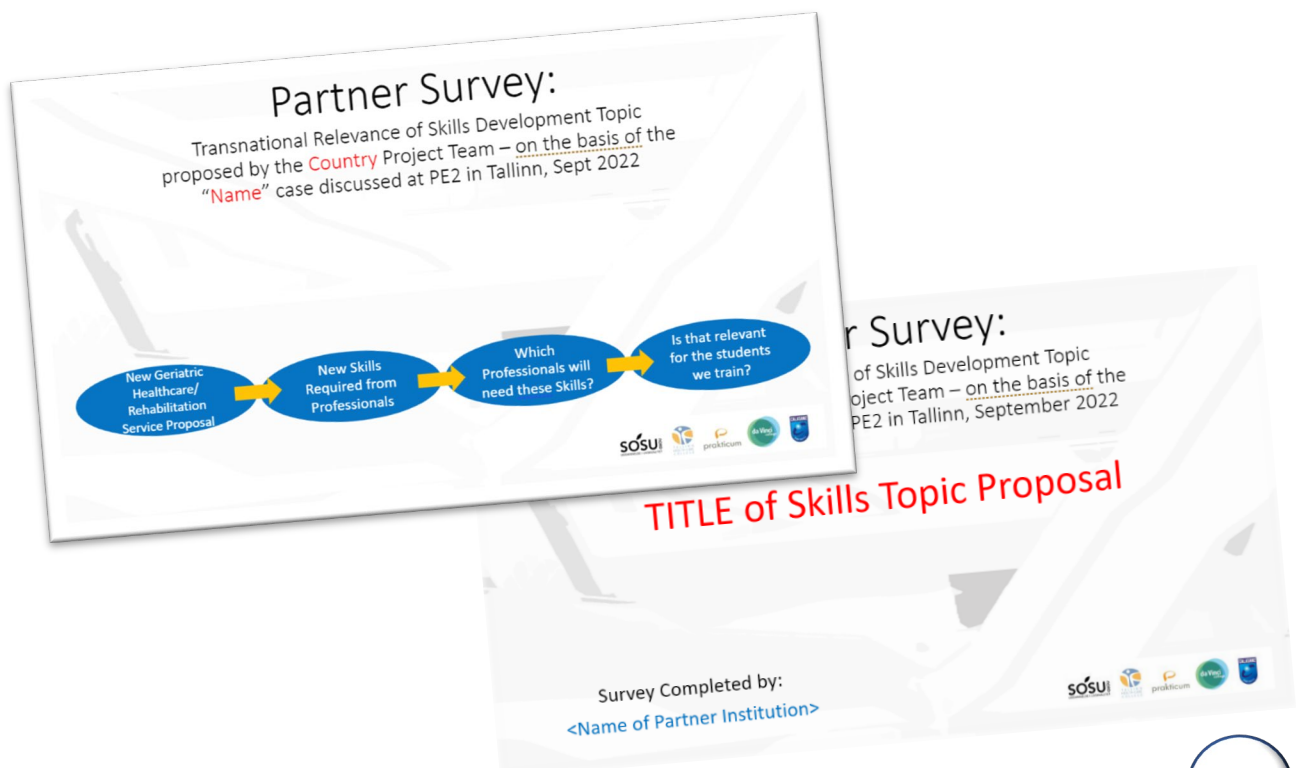 Partner Survey:
Transnational Relevance of Skills Development Topic
proposed by the Country Project Team – on the basis of the
“Name” case discussed at PE2 in Tallinn, Sept 2022
New Geriatric
Healthcare/
Rehabilitation
Service Proposal
New Skills
Required from
Professionals
Which
Professionals will
need these Skills?
Is that relevant
for the students
we train?
SOSU
prakticum
da Vinci
r Survey:
of Skills Development Topic
oject Team – on the basis of the
PE2 in Tallinn, September 2022
TITLE of Skills Topic Proposal
Survey Completed by:
<Name of Partner Institution>
SOSU
prakticum
da Vinci